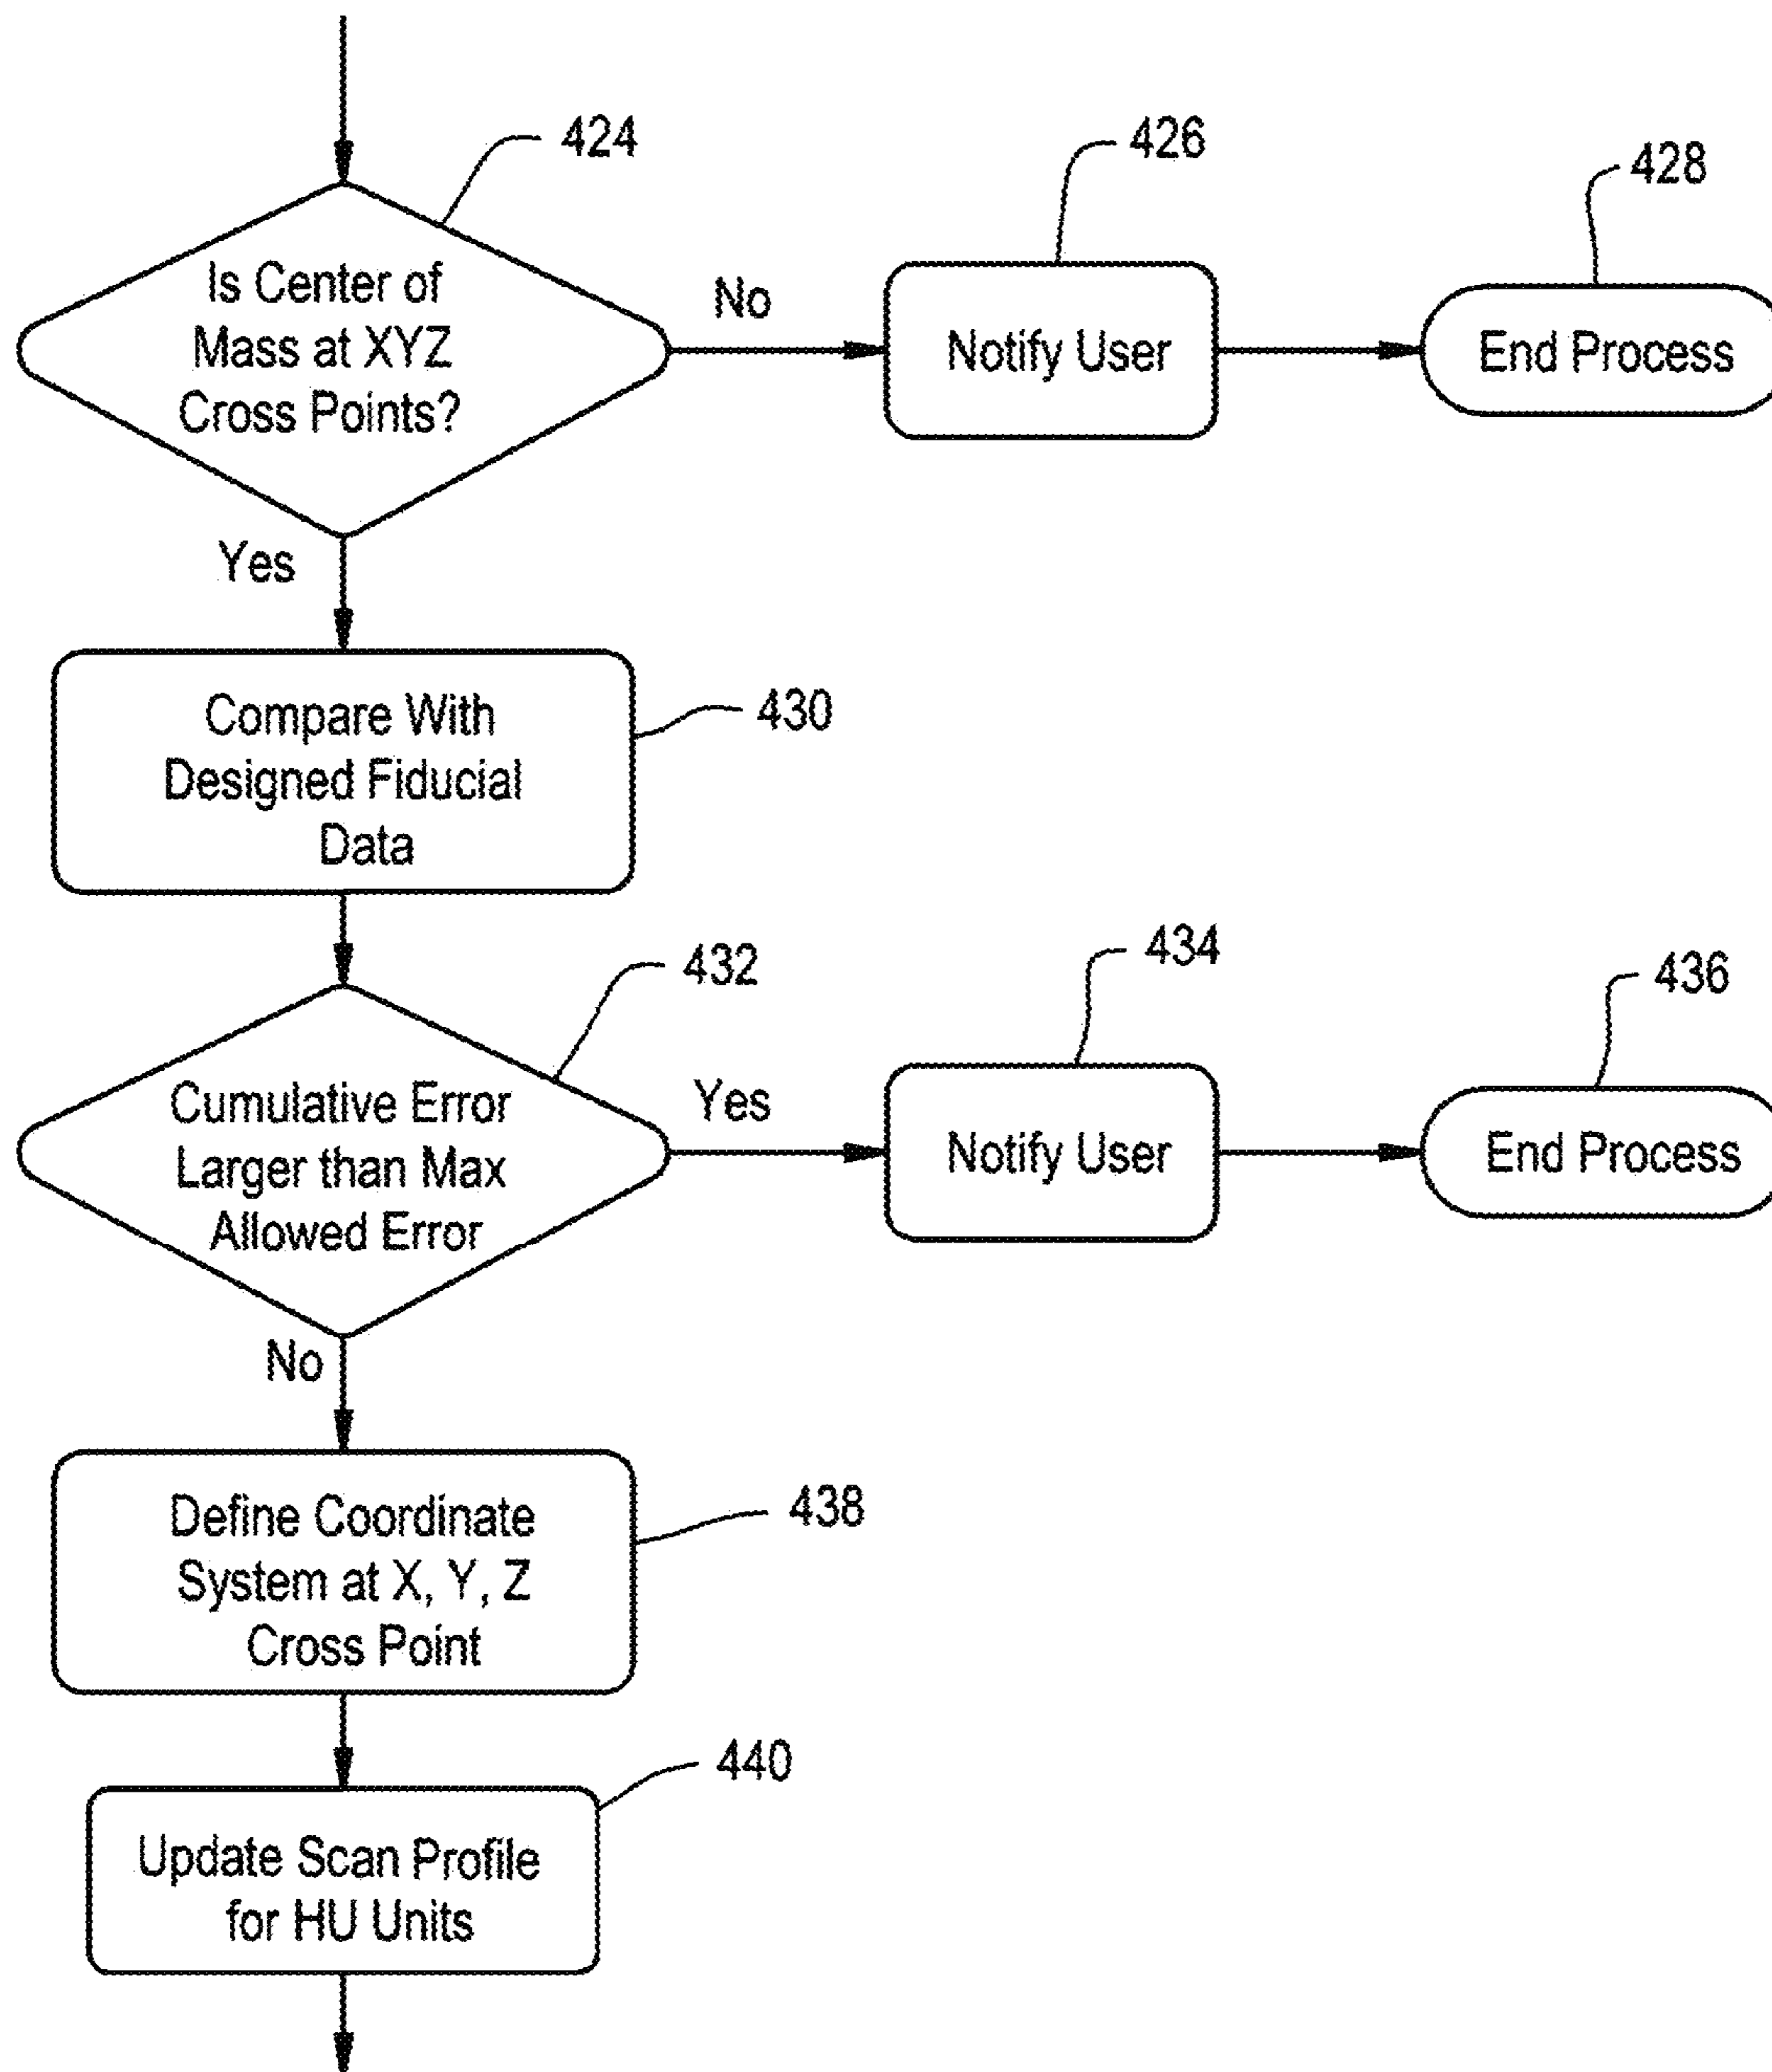 424
Is Center of
Mass at XYZ
Cross Points?
No
426
Notify User
428
End Process
Yes
430
Compare With
Designed Fiducial
Data
432
Cumulative Error
Larger than Max
Allowed Error
Yes
434
Notify User
436
End Process
No
438
Define Coordinate
System at X, Y, Z
Cross Point
440
Update Scan Profile
for HU Units